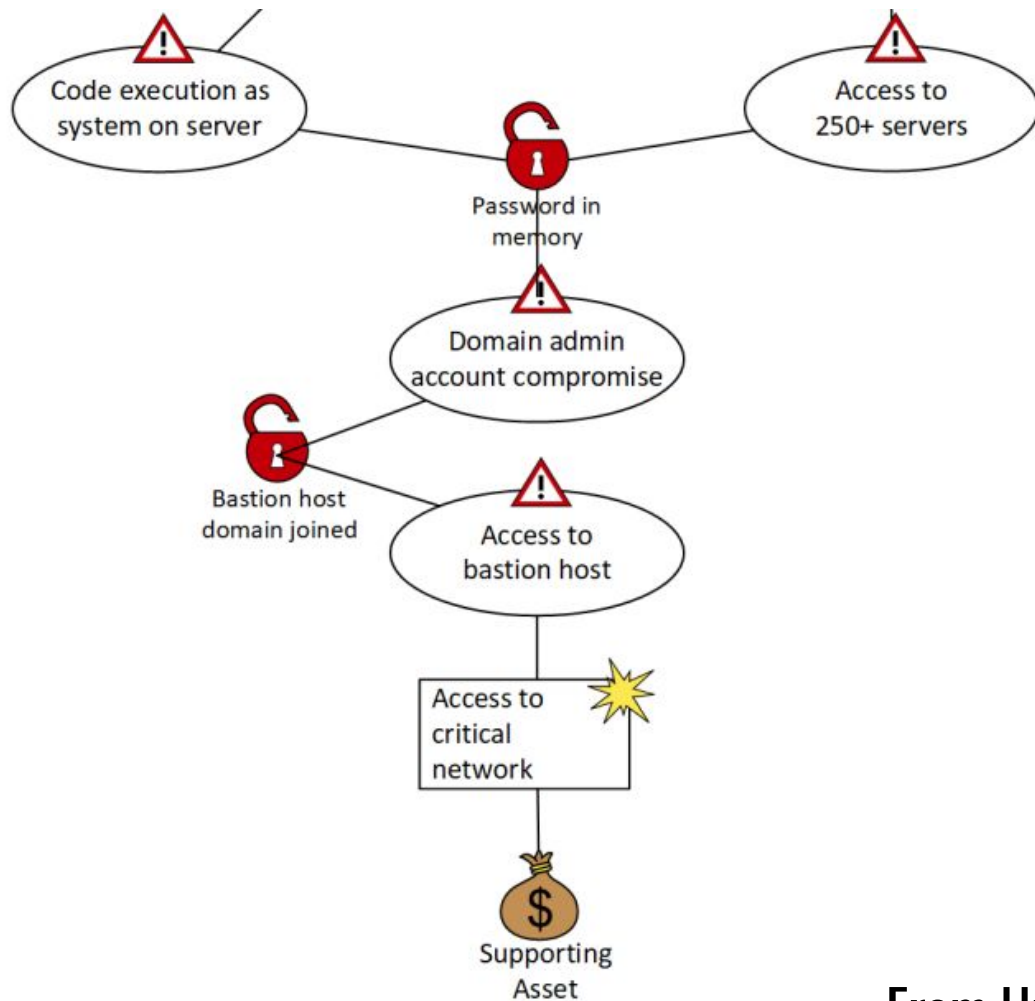 Code execution as
system on server
Access to
250+ servers
Password in
memory
Domain admin
account compromise
Bastion host
domain joined
Access to
bastion host
Access to
critical
network
$
Supporting
Asset
From